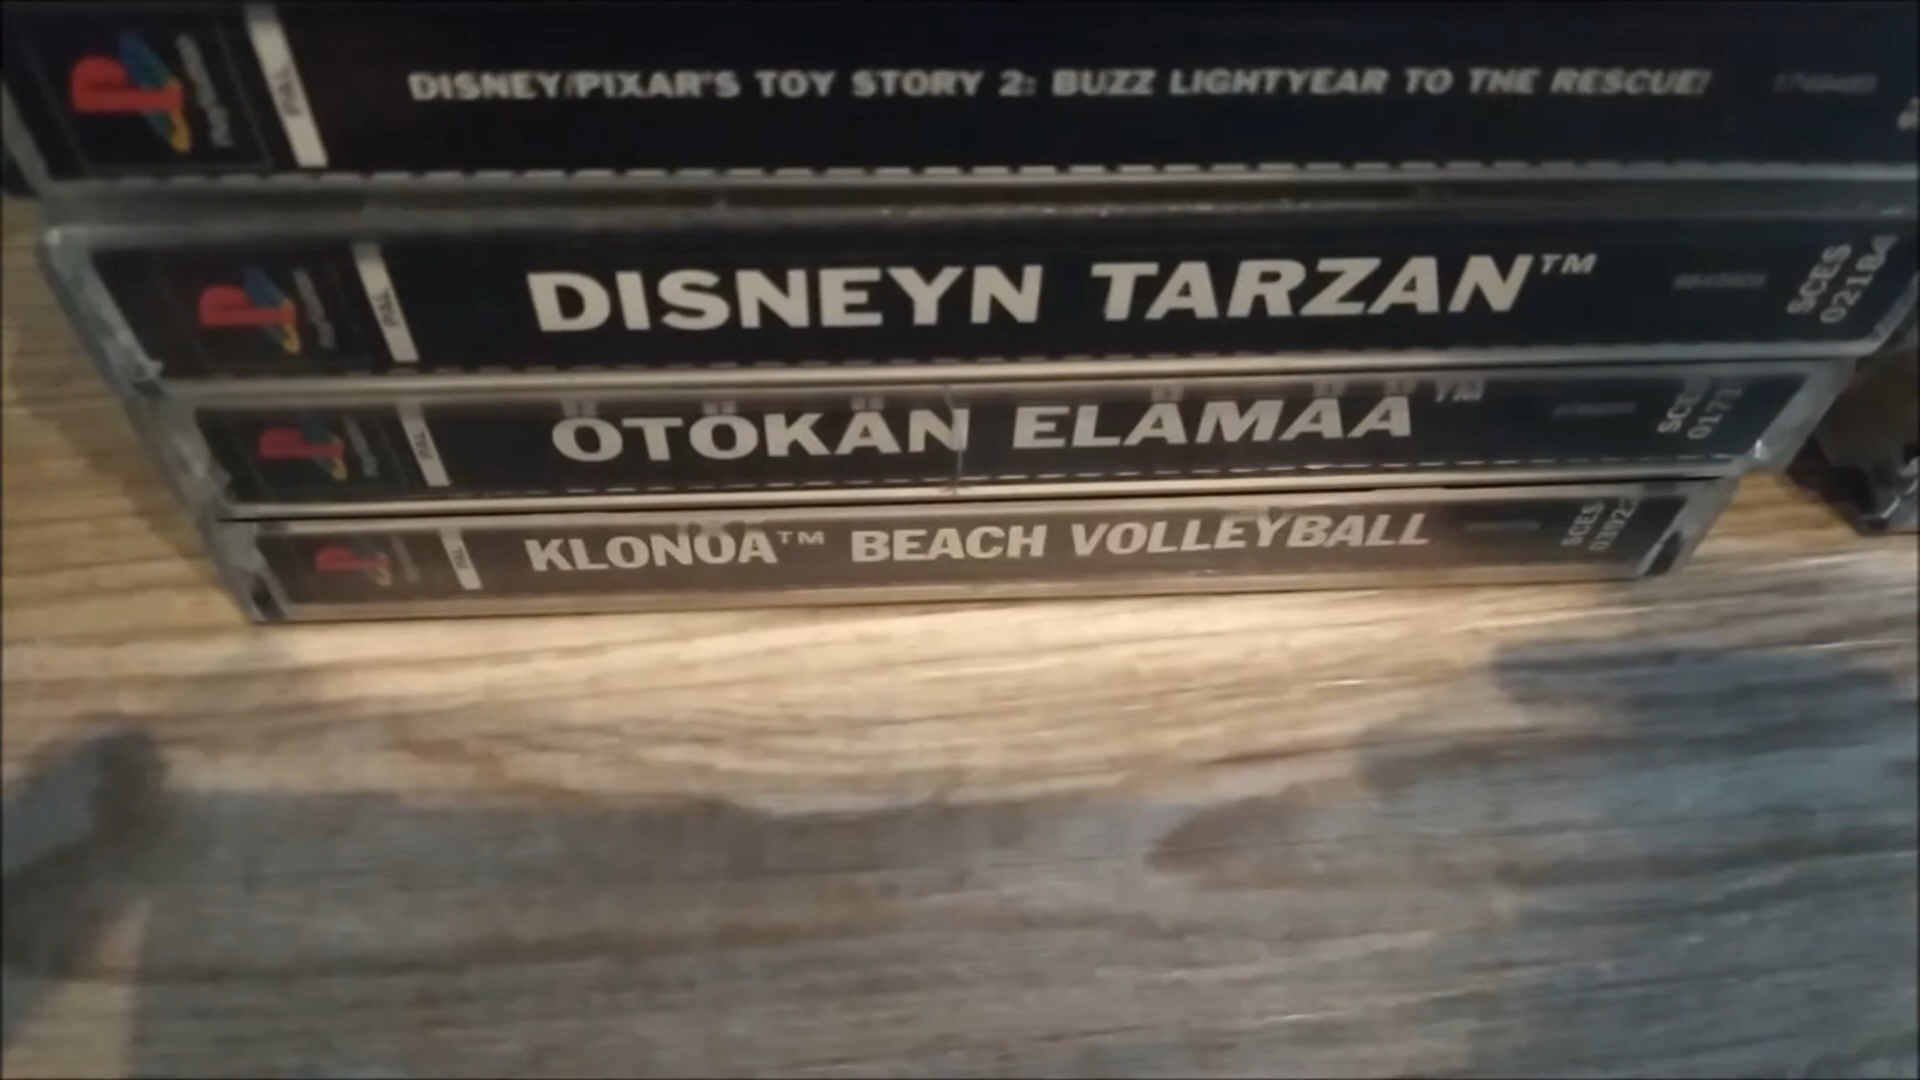 PAL
DISNEY/PIXAR'S TOY STORY 2: BUZZ LIGHTYEAR TO THE RESCUE!
PAL
DISNEYN TARZAN™
SCES
02184
PAL
ÖTÖKÄN ELÄMÄÄ™
PAL
KLONOA™ BEACH VOLLEYBALL
SCES